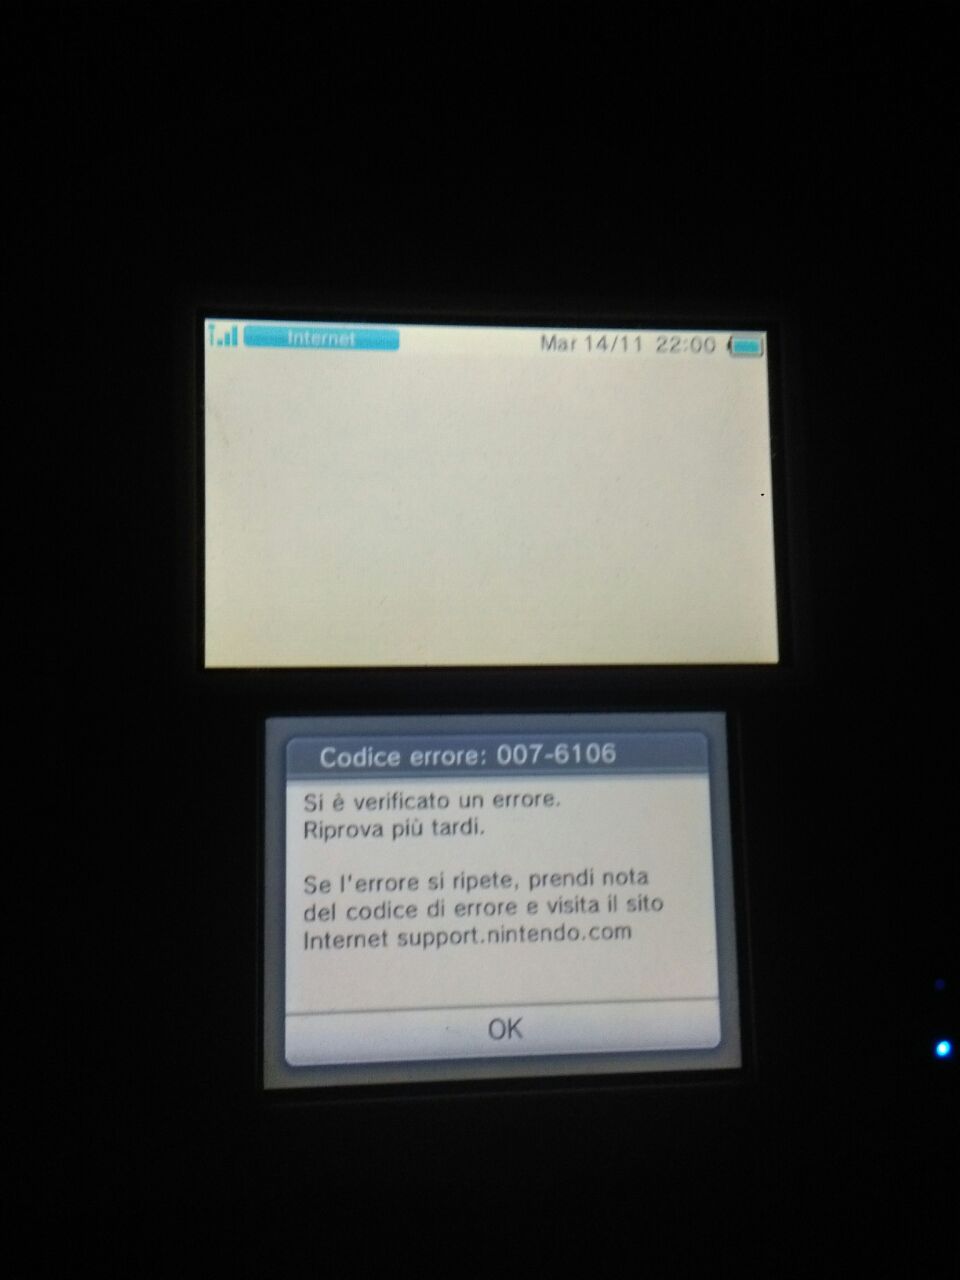 Internet
Mar 14/11 22:00
Codice errore: 007-6106
Si è verificato un errore.
Riprova più tardi.
Se l'errore si ripete, prendi nota
del codice di errore e visita il sito
Internet support.nintendo.com
OK